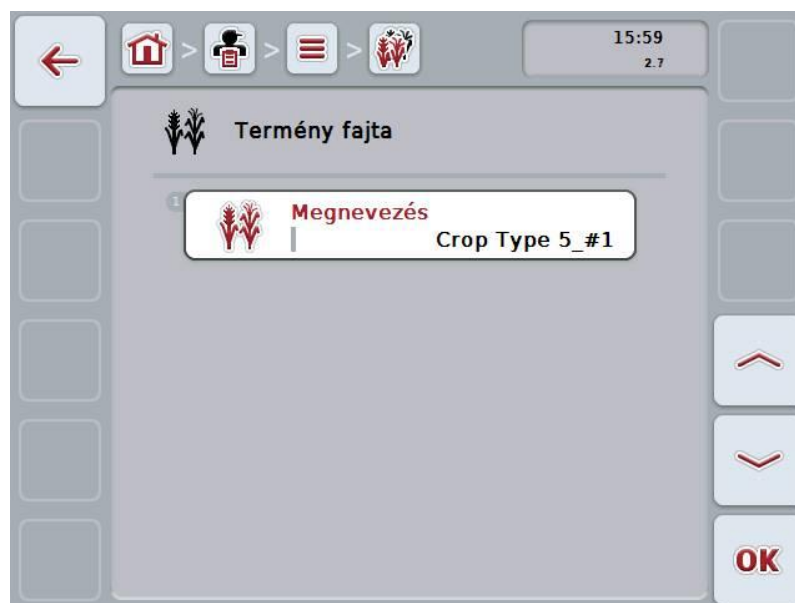 15:59
2.7
Termény fajta
1
Megnevezés
Crop Type 5_#1
OK